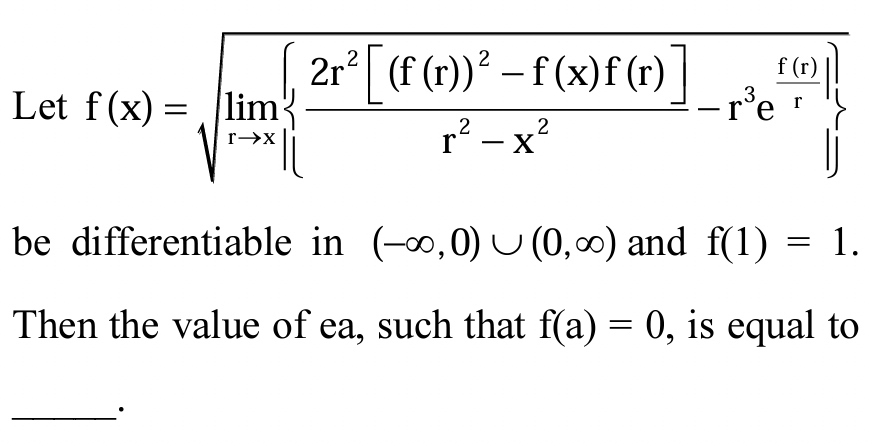 Let f(x) = √(lim_{r→x} { 2r²[(f(r))² – f(x)f(r)] / (r² – x²) – r³e^{f(r)/r} })
be differentiable in (–∞,0) ∪ (0,∞) and f(1) = 1.
Then the value of ea, such that f(a) = 0, is equal to
_____.